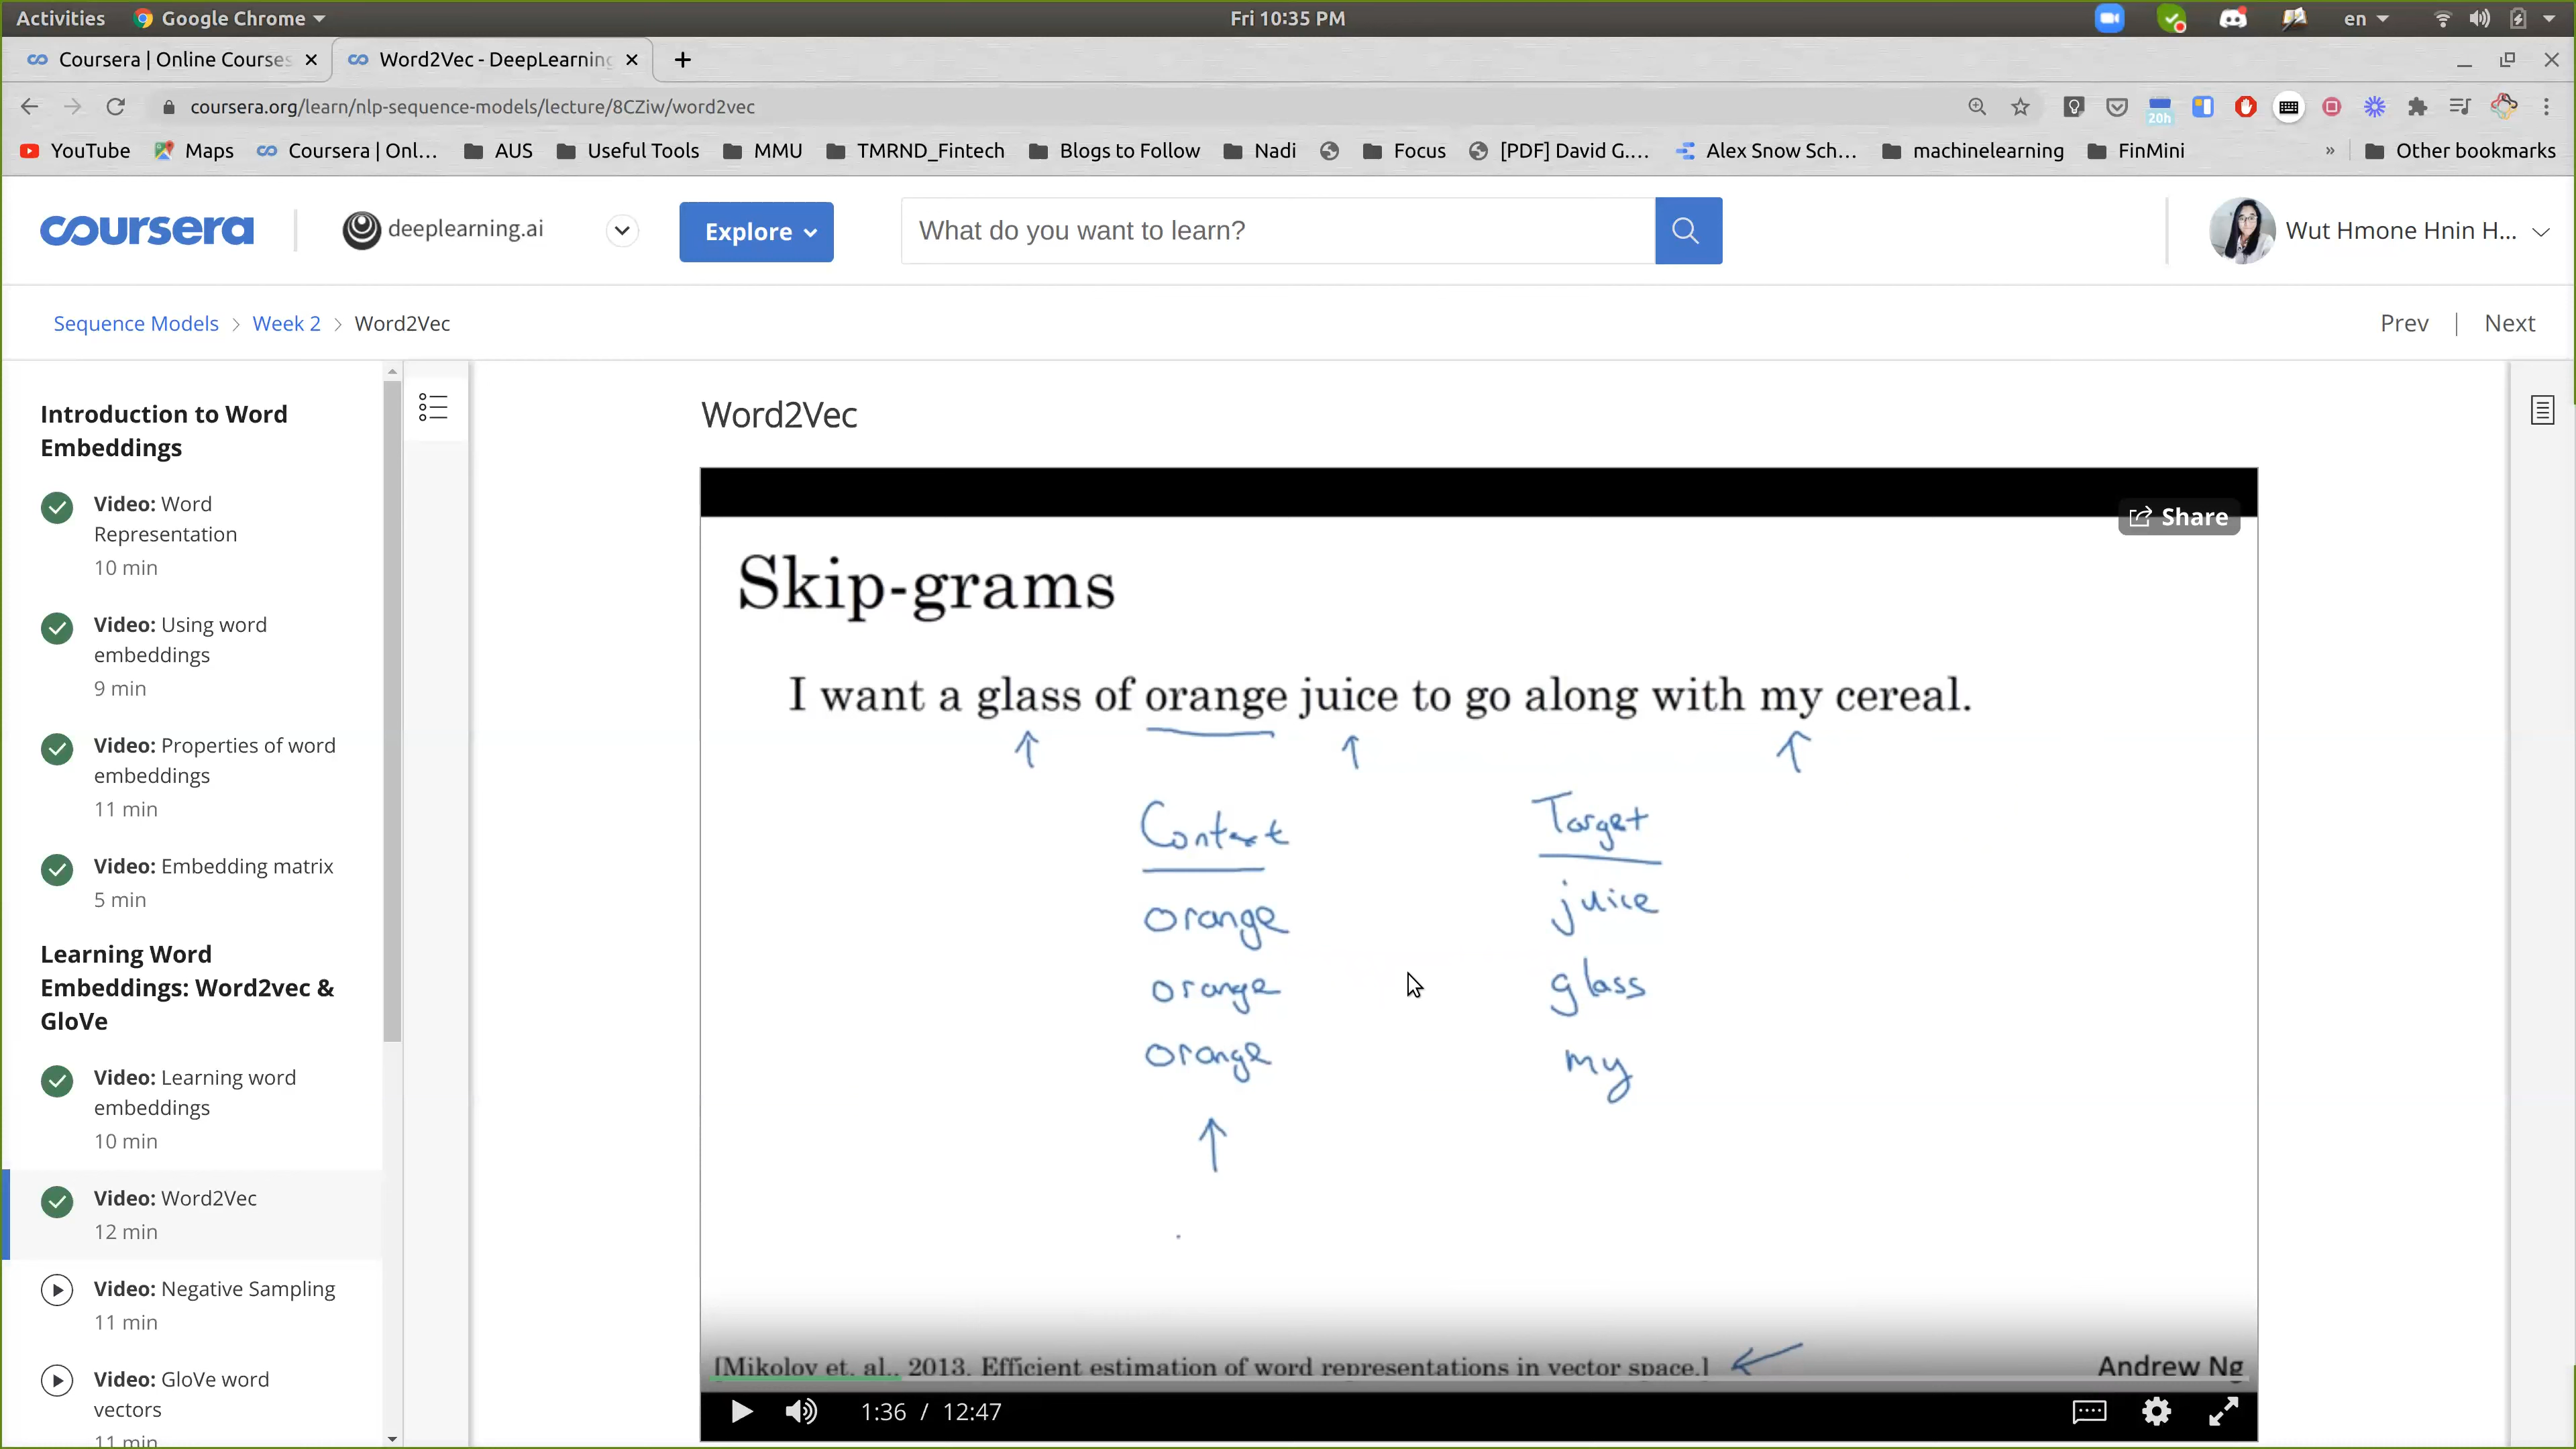 Activities Google Chrome Fri 10:35 PM en
Coursera | Online Courses Word2Vec - DeepLearning
coursera.org/learn/nlp-sequence-models/lecture/8CZiw/word2vec 20h
YouTube Maps Coursera | Onl... AUS Useful Tools MMU TMRND_Fintech Blogs to Follow Nadi Focus [PDF] David G.... Alex Snow Sch... machinelearning FinMini » Other bookmarks
coursera deeplearning.ai Explore What do you want to learn? Wut Hmone Hnin H...
Sequence Models > Week 2 > Word2Vec Prev | Next
Introduction to Word
Embeddings
Video: Word
Representation
10 min
Video: Using word
embeddings
9 min
Video: Properties of word
embeddings
11 min
Video: Embedding matrix
5 min
Learning Word
Embeddings: Word2vec &
GloVe
Video: Learning word
embeddings
10 min
Video: Word2Vec
12 min
Video: Negative Sampling
11 min
Video: GloVe word
vectors
11 min
Word2Vec
Share
Skip-grams
I want a glass of orange juice to go along with my cereal.
Context Target
orange juice
orange glass
orange my
[Mikolov et. al., 2013. Efficient estimation of word representations in vector space.] Andrew Ng
1:36 / 12:47